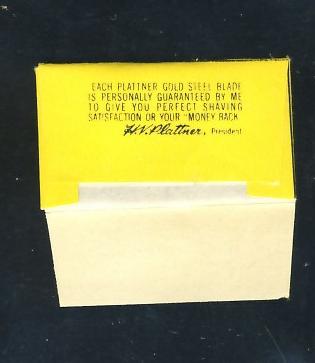 EACH PLATTNER GOLD STEEL BLADE
IS PERSONALLY GUARANTEED BY ME
TO GIVE YOU PERFECT SHAVING
SATISFACTION OR YOUR "MONEY BACK
H.V. Plattner, President